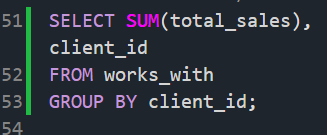 51 SELECT SUM(total_sales),
client_id
52 FROM works_with
53 GROUP BY client_id;
54